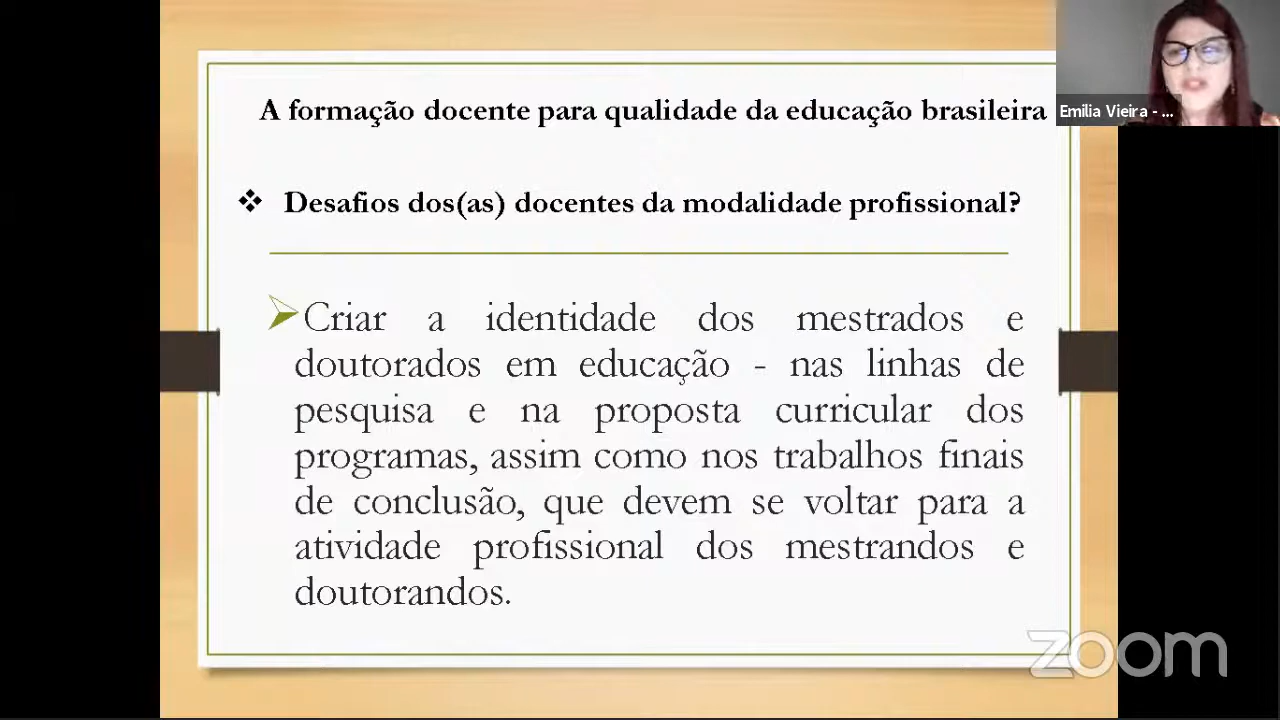 A formação docente para qualidade da educação brasileira
Emilia Vieira - ...
❖ Desafios dos(as) docentes da modalidade profissional?
➢Criar a identidade dos mestrados e
doutorados em educação - nas linhas de
pesquisa e na proposta curricular dos
programas, assim como nos trabalhos finais
de conclusão, que devem se voltar para a
atividade profissional dos mestrandos e
doutorandos.
zoom